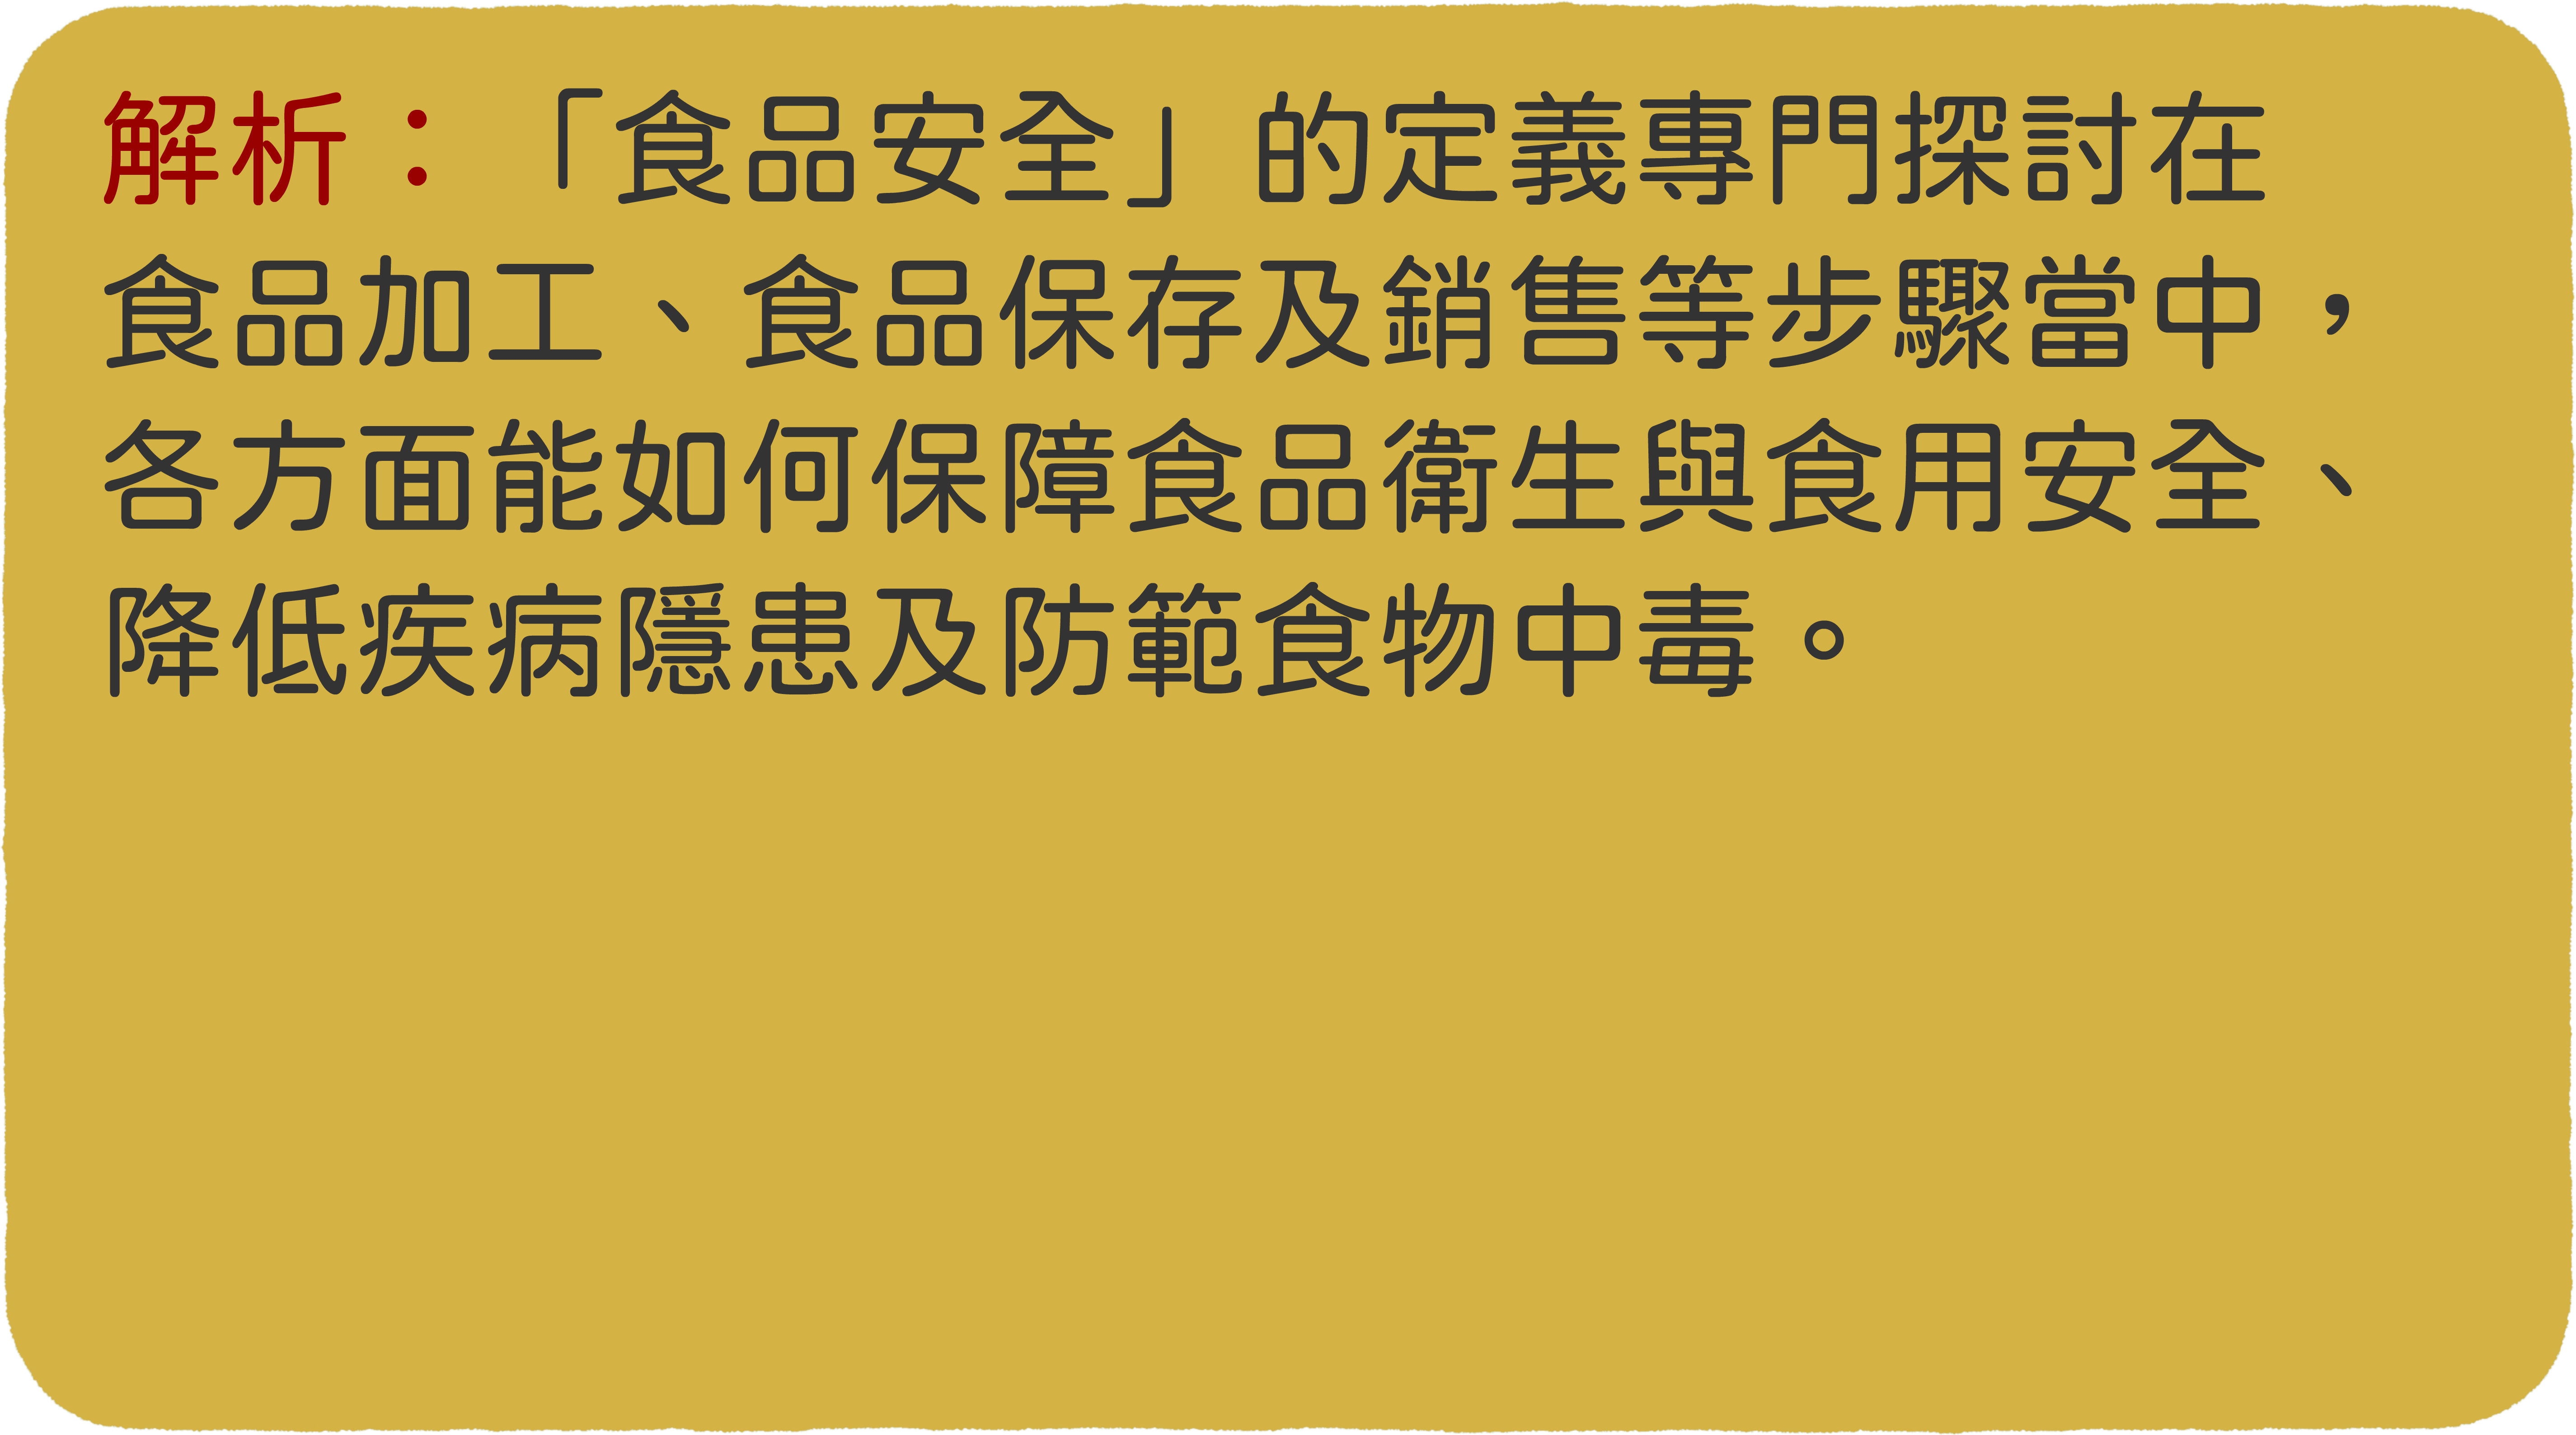 解析：「食品安全」的定義專門探討在
食品加工、食品保存及銷售等步驟當中，
各方面能如何保障食品衛生與食用安全、
降低疾病隱患及防範食物中毒。